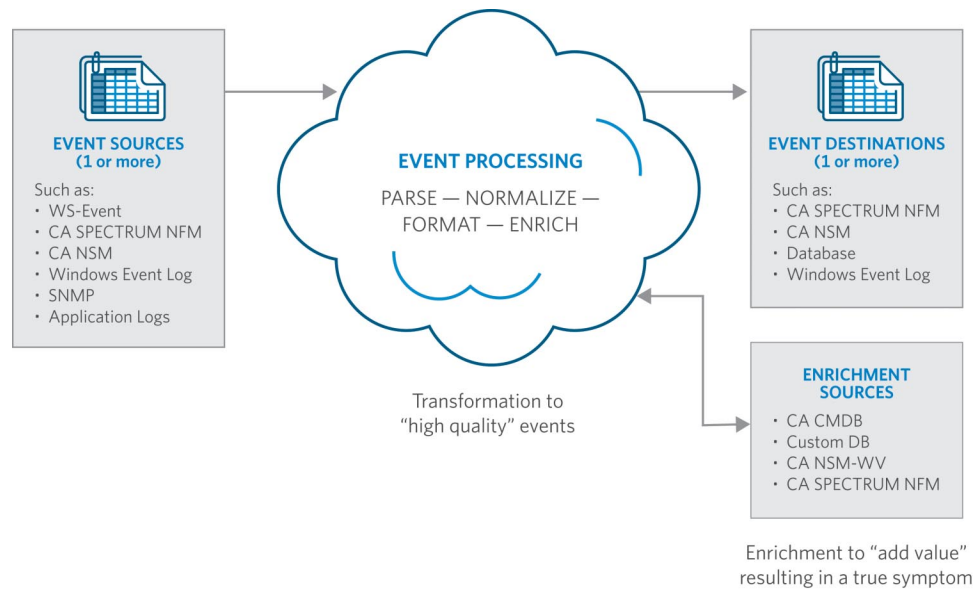 EVENT SOURCES
(1 or more)
Such as:
• WS-Event
• CA SPECTRUM NFM
• CA NSM
• Windows Event Log
• SNMP
• Application Logs
EVENT PROCESSING
PARSE — NORMALIZE —
FORMAT — ENRICH
Transformation to
“high quality” events
EVENT DESTINATIONS
(1 or more)
Such as:
• CA SPECTRUM NFM
• CA NSM
• Database
• Windows Event Log
ENRICHMENT
SOURCES
• CA CMDB
• Custom DB
• CA NSM-WV
• CA SPECTRUM NFM
Enrichment to “add value”
resulting in a true symptom